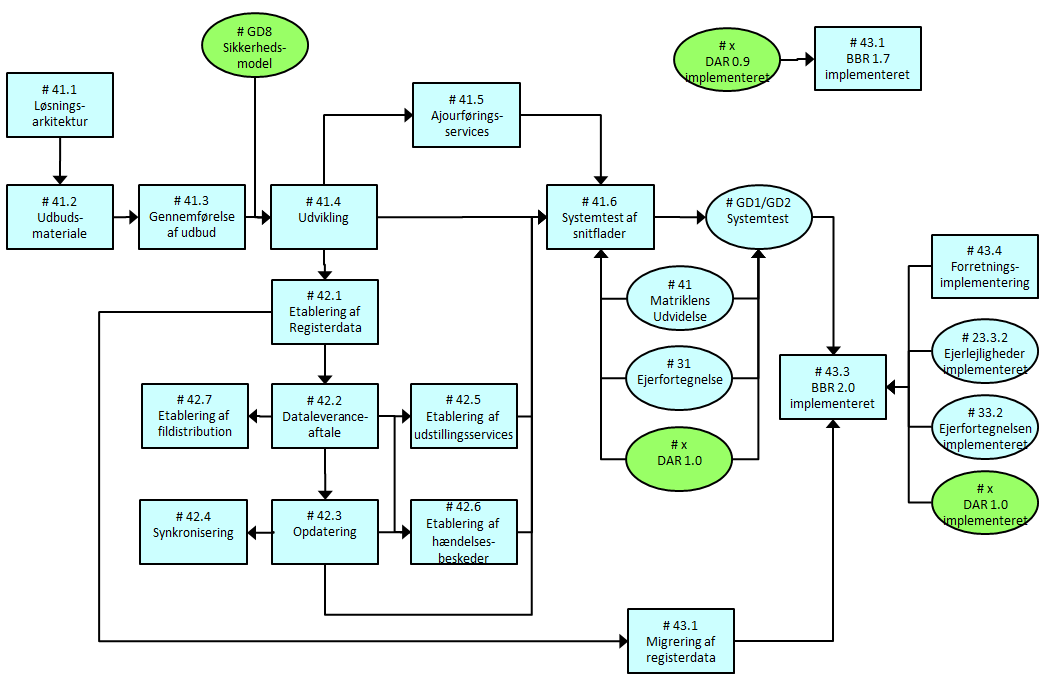 # GD8
Sikkerheds-
model
# x
DAR 0.9
implementeret
# 43.1
BBR 1.7
implementeret
# 41.1
Løsnings-
arkitektur
# 41.5
Ajourførings-
services
# 41.2
Udbuds-
materiale
# 41.3
Gennemførelse
af udbud
# 41.4
Udvikling
# 41.6
Systemtest af
snitflader
# GD1/GD2
Systemtest
# 43.4
Forretnings-
implementering
# 42.1
Etablering af
Registerdata
# 41
Matriklens
Udvidelse
# 23.3.2
Ejerlejligheder
implementeret
# 31
Ejerfortegnelse
# 43.3
BBR 2.0
implementeret
# 42.7
Etablering af
fildistribution
# 42.2
Dataleverance-
aftale
# 42.5
Etablering af
udstillingsservices
# 33.2
Ejerfortegnelsen
implementeret
# x
DAR 1.0
# x
DAR 1.0
implementeret
# 42.4
Synkronisering
# 42.3
Opdatering
# 42.6
Etablering af
hændelses-
beskeder
# 43.1
Migrering af
registerdata